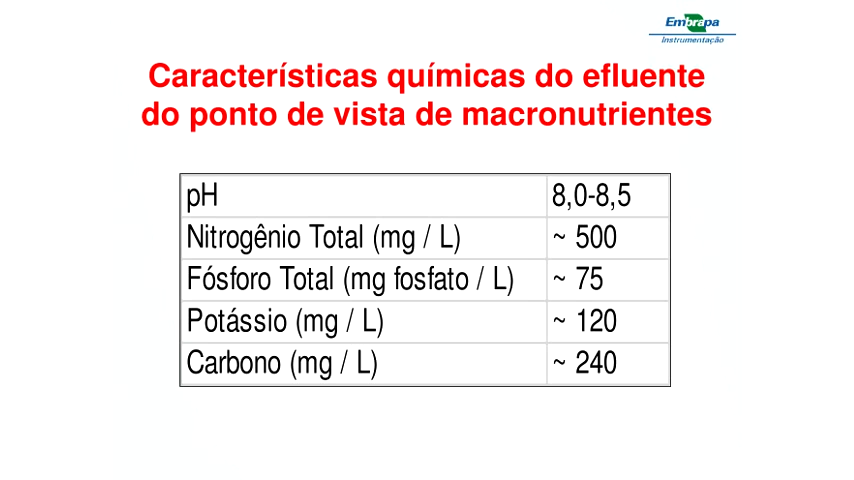 Embrapa
Instrumentação
Características químicas do efluente
do ponto de vista de macronutrientes
pH 8,0-8,5
Nitrogênio Total (mg / L) ~ 500
Fósforo Total (mg fosfato / L) ~ 75
Potássio (mg / L) ~ 120
Carbono (mg / L) ~ 240